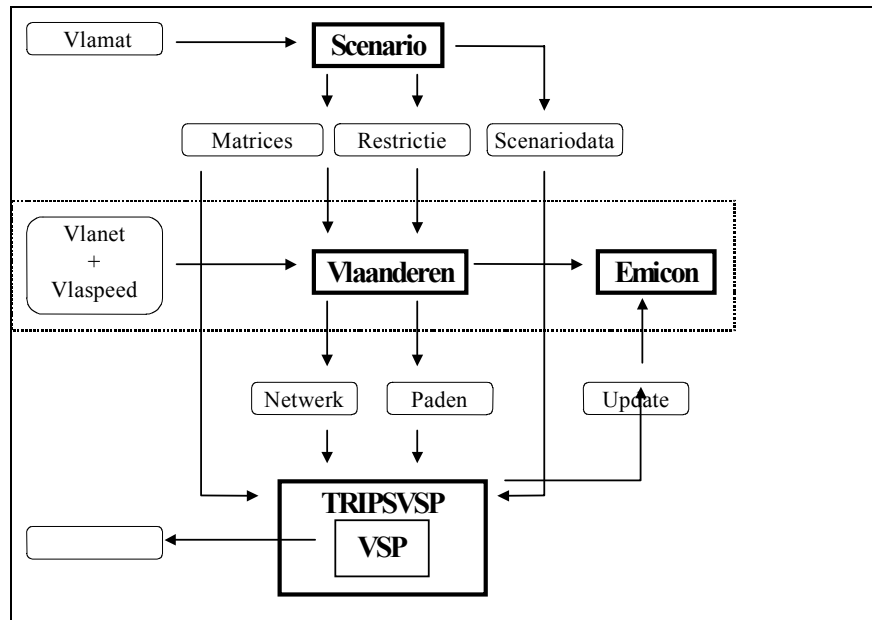 Vlamat
Scenario
Matrices
Restrictie
Scenariodata
Vlanet
+
Vlaspeed
Vlaanderen
Emicon
Netwerk
Paden
Update
TRIPSVSP
VSP